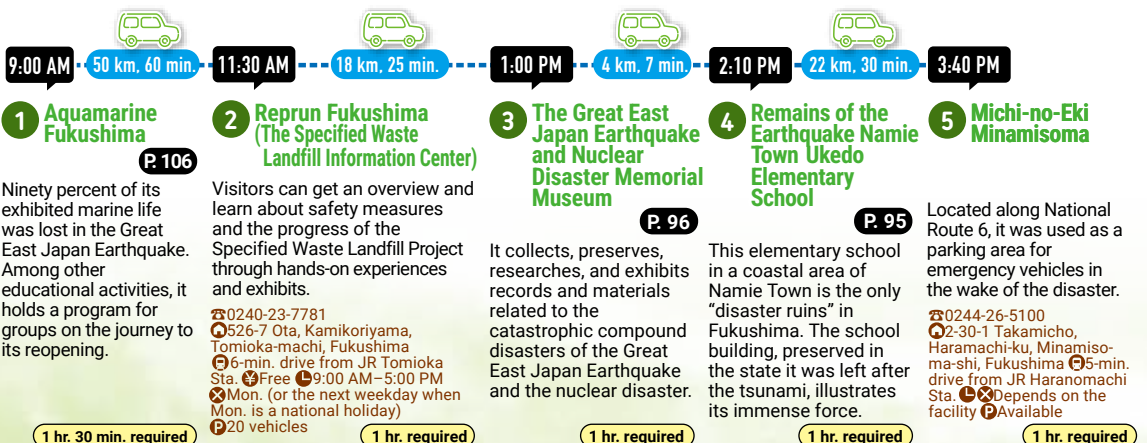 9:00 AM
50 km, 60 min.
11:30 AM
18 km, 25 min.
1:00 PM
4 km, 7 min.
2:10 PM
22 km, 30 min.
3:40 PM
1 Aquamarine
Fukushima
P. 106
Ninety percent of its
exhibited marine life
was lost in the Great
East Japan Earthquake.
Among other
educational activities, it
holds a program for
groups on the journey to
its reopening.
1 hr. 30 min. required
2 Reprun Fukushima
(The Specified Waste
Landfill Information Center)
Visitors can get an overview and
learn about safety measures
and the progress of the
Specified Waste Landfill Project
through hands-on experiences
and exhibits.
☎0240-23-7781
526-7 Ota, Kamikoriyama,
Tomioka-machi, Fukushima
6-min. drive from JR Tomioka
Sta. ¥Free 9:00 AM–5:00 PM
Mon. (or the next weekday when
Mon. is a national holiday)
P20 vehicles
1 hr. required
3 The Great East
Japan Earthquake
and Nuclear
Disaster Memorial
Museum
P. 96
It collects, preserves,
researches, and exhibits
records and materials
related to the
catastrophic compound
disasters of the Great
East Japan Earthquake
and the nuclear disaster.
1 hr. required
4 Remains of the
Earthquake Namie
Town Ukedo
Elementary
School
P. 95
This elementary school
in a coastal area of
Namie Town is the only
“disaster ruins” in
Fukushima. The school
building, preserved in
the state it was left after
the tsunami, illustrates
its immense force.
1 hr. required
5 Michi-no-Eki
Minamisoma
Located along National
Route 6, it was used as a
parking area for
emergency vehicles in
the wake of the disaster.
☎0244-26-5100
2-30-1 Takamicho,
Haramachi-ku, Minamiso-
ma-shi, Fukushima 5-min.
drive from JR Haranomachi
Sta. Depends on the
facility PAvailable
1 hr. required